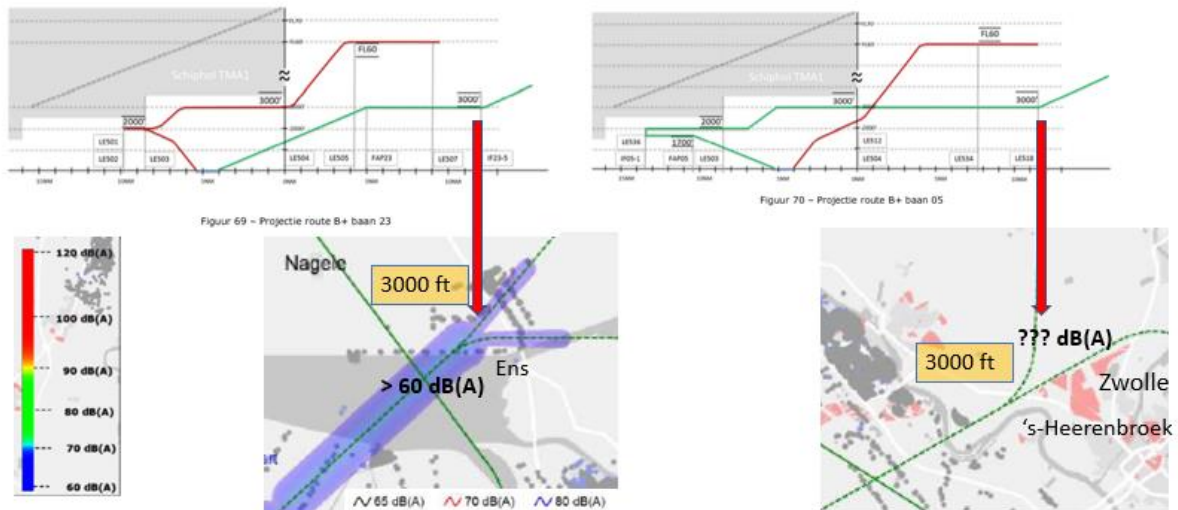 FL60
FL60
Schiphol TMA1
3000'
3000'
2000'
LE501
LE502
LE503
LE504
LE505
FAP23
LE507
IF23-5
Figuur 69 – Projectie route B+ baan 23
FL60
Schiphol TMA1
3000'
3000'
2000'
1700'
LE536
IF05-1
FAP05
LE503
LE512
LE504
LE534
LE518
Figuur 70 – Projectie route B+ baan 05
120 dB(A)
100 dB(A)
90 dB(A)
80 dB(A)
70 dB(A)
60 dB(A)
Nagele
3000 ft
Ens
> 60 dB(A)
65 dB(A) 70 dB(A) 80 dB(A)
??? dB(A)
3000 ft
Zwolle
's-Heerenbroek